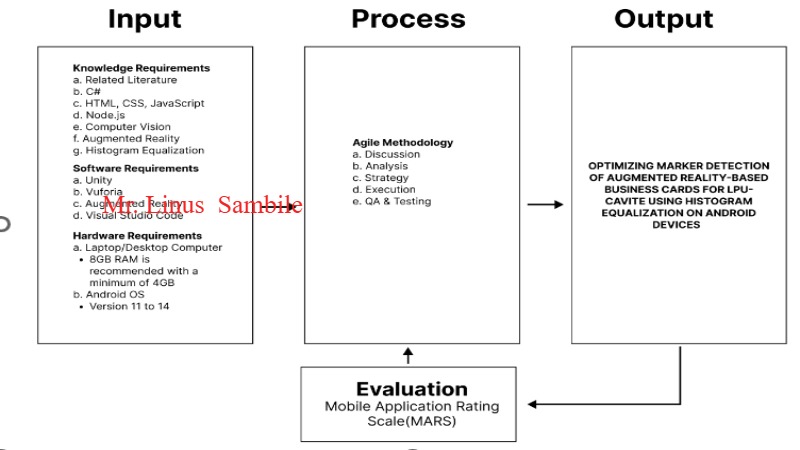 Input
Process
Output
Knowledge Requirements
a. Related Literature
b. C#
c. HTML, CSS, JavaScript
d. Node.js
e. Computer Vision
f. Augmented Reality
g. Histogram Equalization
Software Requirements
a. Unity
b. Vuforia
c. Augmented Reality
d. Visual Studio Code
Mr. Linus Sambile
Hardware Requirements
a. Laptop/Desktop Computer
• 8GB RAM is
recommended with a
minimum of 4GB
b. Android OS
• Version 11 to 14
Agile Methodology
a. Discussion
b. Analysis
c. Strategy
d. Execution
e. QA & Testing
OPTIMIZING MARKER DETECTION
OF AUGMENTED REALITY-BASED
BUSINESS CARDS FOR LPU-
CAVITE USING HISTOGRAM
EQUALIZATION ON ANDROID
DEVICES
Evaluation
Mobile Application Rating
Scale(MARS)